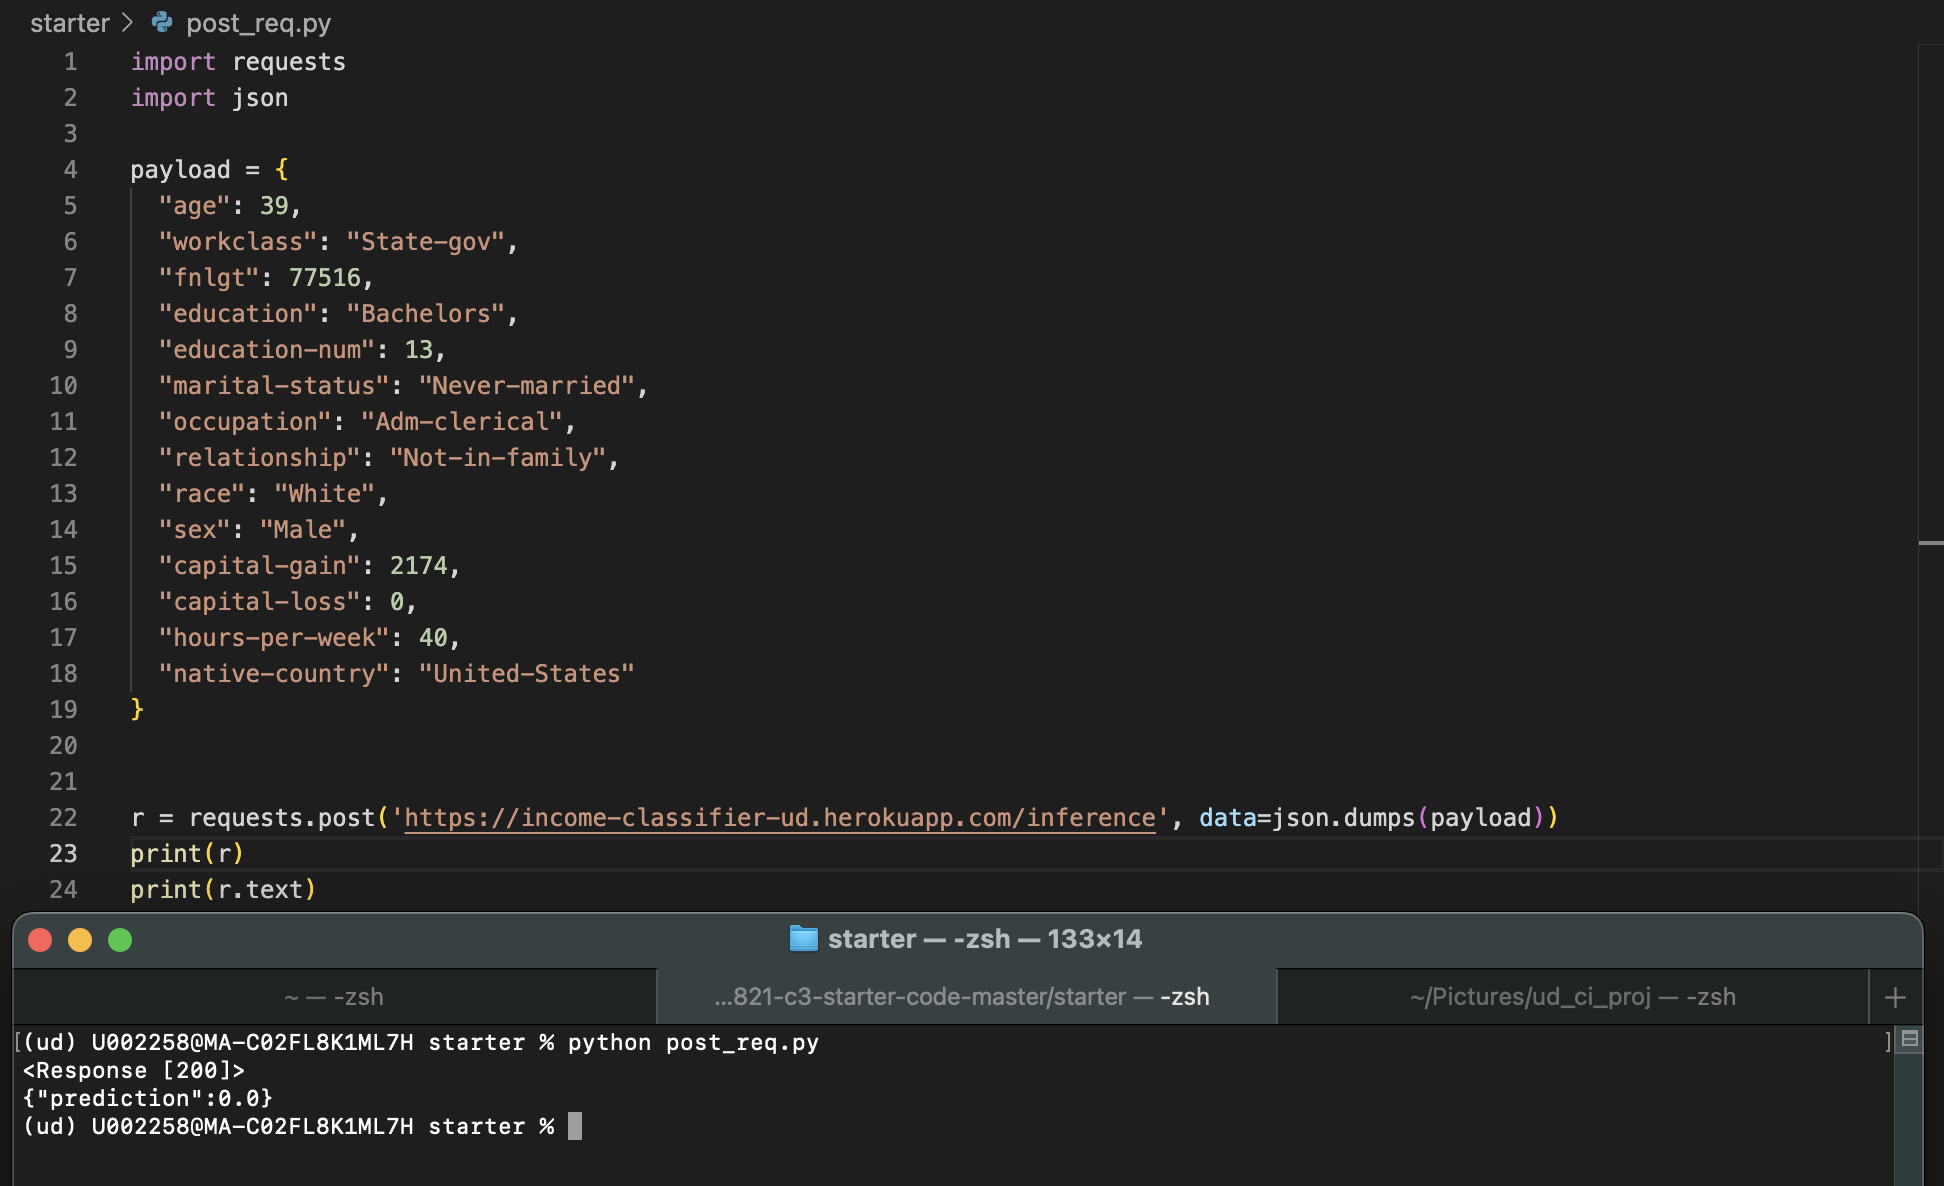 starter > post_req.py
1 import requests
2 import json
3
4 payload = {
5 "age": 39,
6 "workclass": "State-gov",
7 "fnlgt": 77516,
8 "education": "Bachelors",
9 "education-num": 13,
10 "marital-status": "Never-married",
11 "occupation": "Adm-clerical",
12 "relationship": "Not-in-family",
13 "race": "White",
14 "sex": "Male",
15 "capital-gain": 2174,
16 "capital-loss": 0,
17 "hours-per-week": 40,
18 "native-country": "United-States"
19 }
20
21
22 r = requests.post('https://income-classifier-ud.herokuapp.com/inference', data=json.dumps(payload))
23 print(r)
24 print(r.text)
starter — -zsh — 133×14
~ — -zsh
...821-c3-starter-code-master/starter — -zsh
~/Pictures/ud_ci_proj — -zsh
+
[(ud) U002258@MA-C02FL8K1ML7H starter % python post_req.py ]
<Response [200]>
{"prediction":0.0}
(ud) U002258@MA-C02FL8K1ML7H starter %